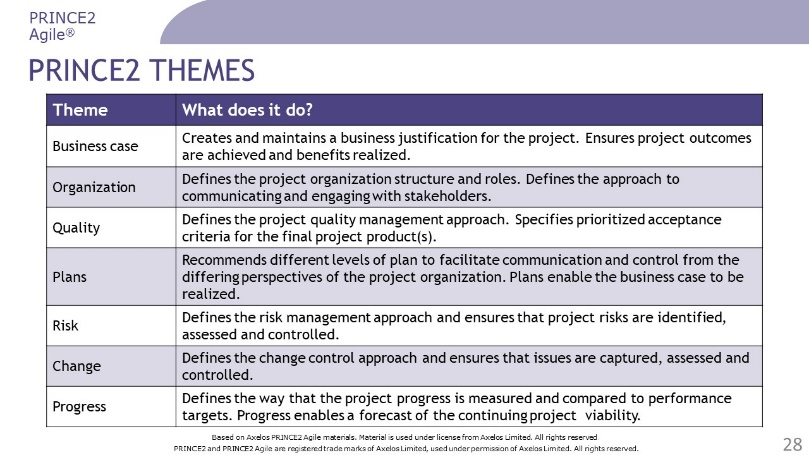 PRINCE2
Agile®
PRINCE2 THEMES
Theme
What does it do?
Business case
Creates and maintains a business justification for the project. Ensures project outcomes
are achieved and benefits realized.
Organization
Defines the project organization structure and roles. Defines the approach to
communicating and engaging with stakeholders.
Quality
Defines the project quality management approach. Specifies prioritized acceptance
criteria for the final project product(s).
Plans
Recommends different levels of plan to facilitate communication and control from the
differing perspectives of the project organization. Plans enable the business case to be
realized.
Risk
Defines the risk management approach and ensures that project risks are identified,
assessed and controlled.
Change
Defines the change control approach and ensures that issues are captured, assessed and
controlled.
Progress
Defines the way that the project progress is measured and compared to performance
targets. Progress enables a forecast of the continuing project viability.
Based on Axelos PRINCE2 Agile materials. Material is used under license from Axelos Limited. All rights reserved
PRINCE2 and PRINCE2 Agile are registered trade marks of Axelos Limited, used under permission of Axelos Limited. All rights reserved.
28